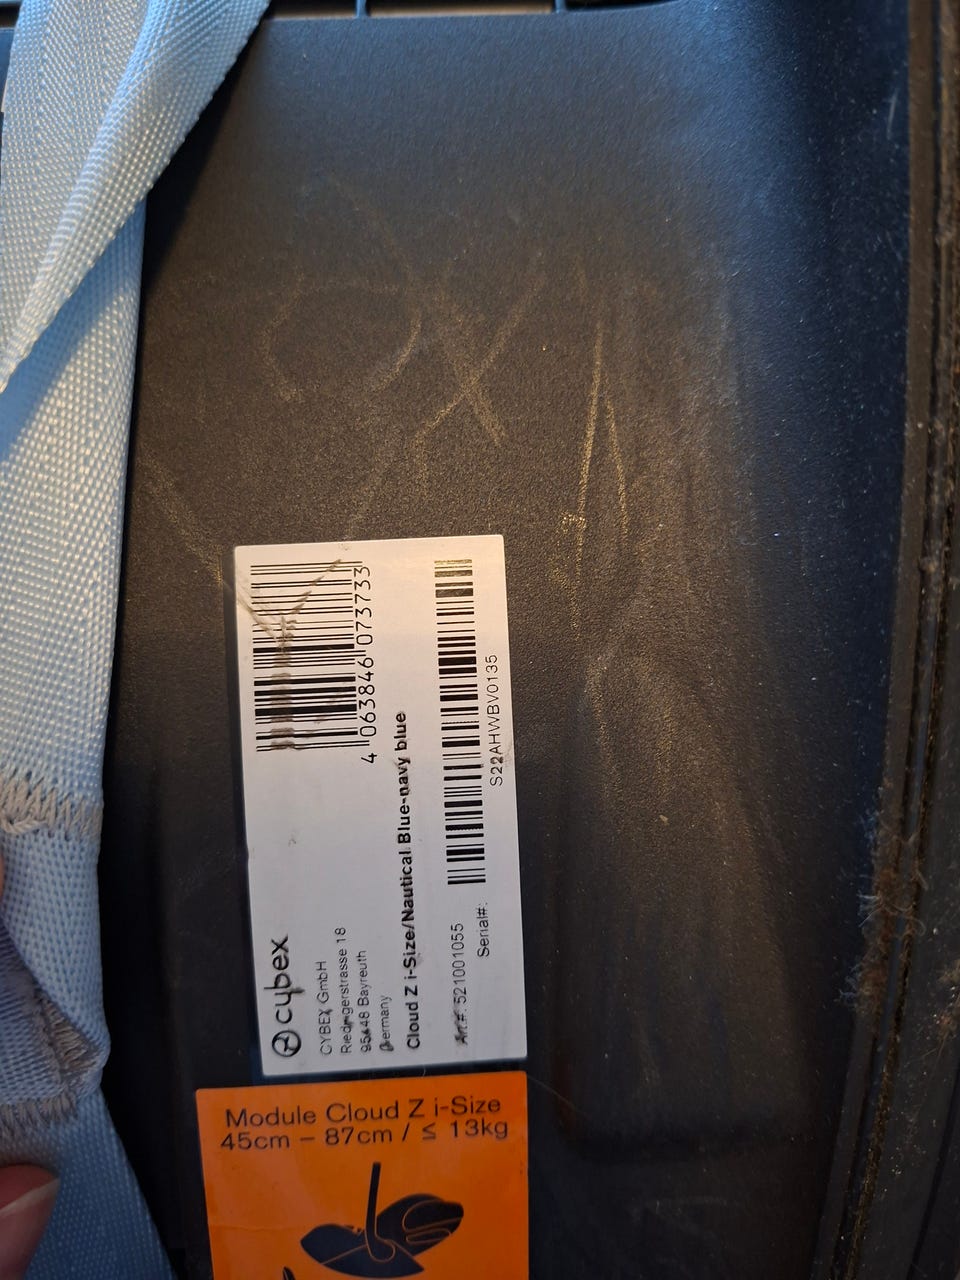 cybex
CYBEX GmbH
Riedingerstrasse 18
95448 Bayreuth
Germany
Cloud Z i-Size/Nautical Blue-navy blue
Art.#: 521001055
Serial#:
4 063846 073733
S22AHWBV0135
Module Cloud Z i-Size
45cm – 87cm / ≤ 13kg